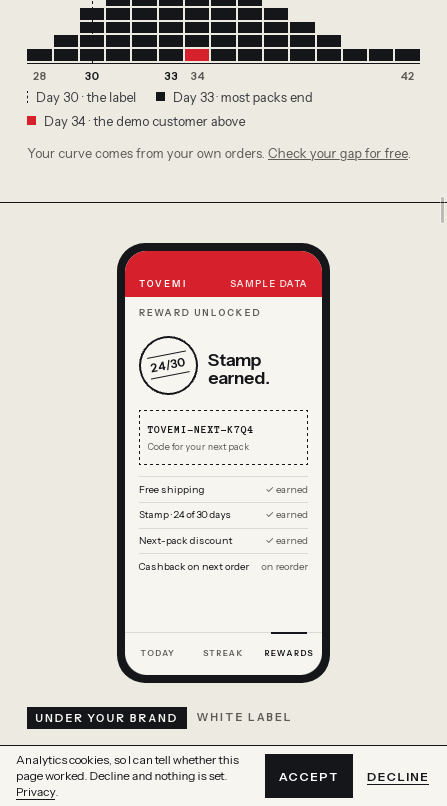 28 30 33 34 42
Day 30 · the label Day 33 · most packs end
Day 34 · the demo customer above
Your curve comes from your own orders. Check your gap for free.
TOVEMI SAMPLE DATA
REWARD UNLOCKED
24/30
Stamp
earned.
TOVEMI-NEXT-K7Q4
Code for your next pack
Free shipping ✓ earned
Stamp · 24 of 30 days ✓ earned
Next-pack discount ✓ earned
Cashback on next order on reorder
TODAY STREAK REWARDS
UNDER YOUR BRAND WHITE LABEL
Analytics cookies, so I can tell whether this
page worked. Decline and nothing is set.
Privacy.
ACCEPT DECLINE